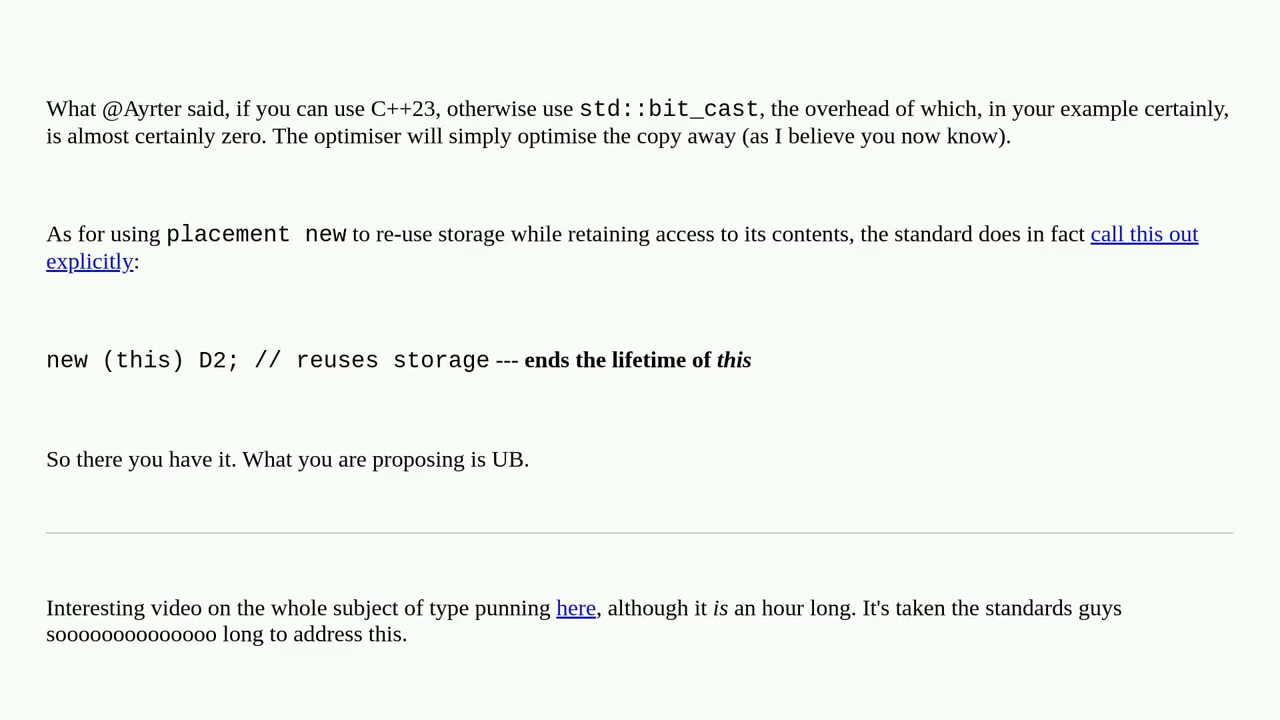 What @Ayrter said, if you can use C++23, otherwise use std::bit_cast, the overhead of which, in your example certainly,
is almost certainly zero. The optimiser will simply optimise the copy away (as I believe you now know).
As for using placement new to re-use storage while retaining access to its contents, the standard does in fact call this out
explicitly:
new (this) D2; // reuses storage --- ends the lifetime of this
So there you have it. What you are proposing is UB.
Interesting video on the whole subject of type punning here, although it is an hour long. It's taken the standards guys
soooooooooooooo long to address this.